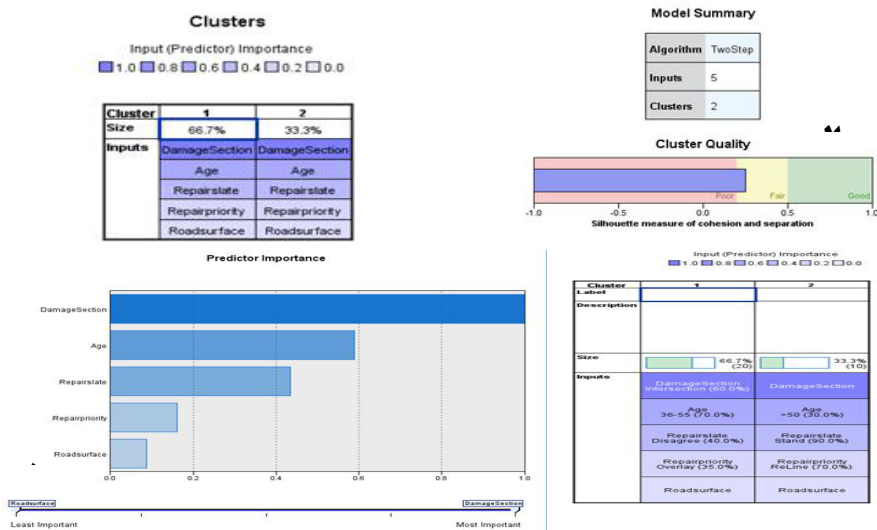 Clusters
Input (Predictor) Importance
1.0 0.8 0.6 0.4 0.2 0.0
Cluster 1 2
Size 66.7% 33.3%
Inputs DamageSection DamageSection
Age Age
Repairslate Repairslate
Repairpriority Repairpriority
Roadsurface Roadsurface
Model Summary
Algorithm TwoStep
Inputs 5
Clusters 2
Cluster Quality
Poor Fair Good
-1.0 -0.5 0.0 0.5 1.0
Silhouette measure of cohesion and separation
Predictor Importance
DamageSection
Age
Repairslate
Repairpriority
Roadsurface
0.0 0.2 0.4 0.6 0.8 1.0
Roadsurface DamageSection
Least Important Most Important
Input (Predictor) Importance
1.0 0.8 0.6 0.4 0.2 0.0
Cluster 1 2
Label
Description
Size 66.7% 33.3%
(20) (10)
Inputs DamageSection DamageSection
Intersection (60.0%)
Age Age
36-55 (70.0%) >50 (30.0%)
Repairslate Repairslate
Disagree (40.0%) Stand (90.0%)
Repairpriority Repairpriority
Overlay (35.0%) ReLine (70.0%)
Roadsurface Roadsurface